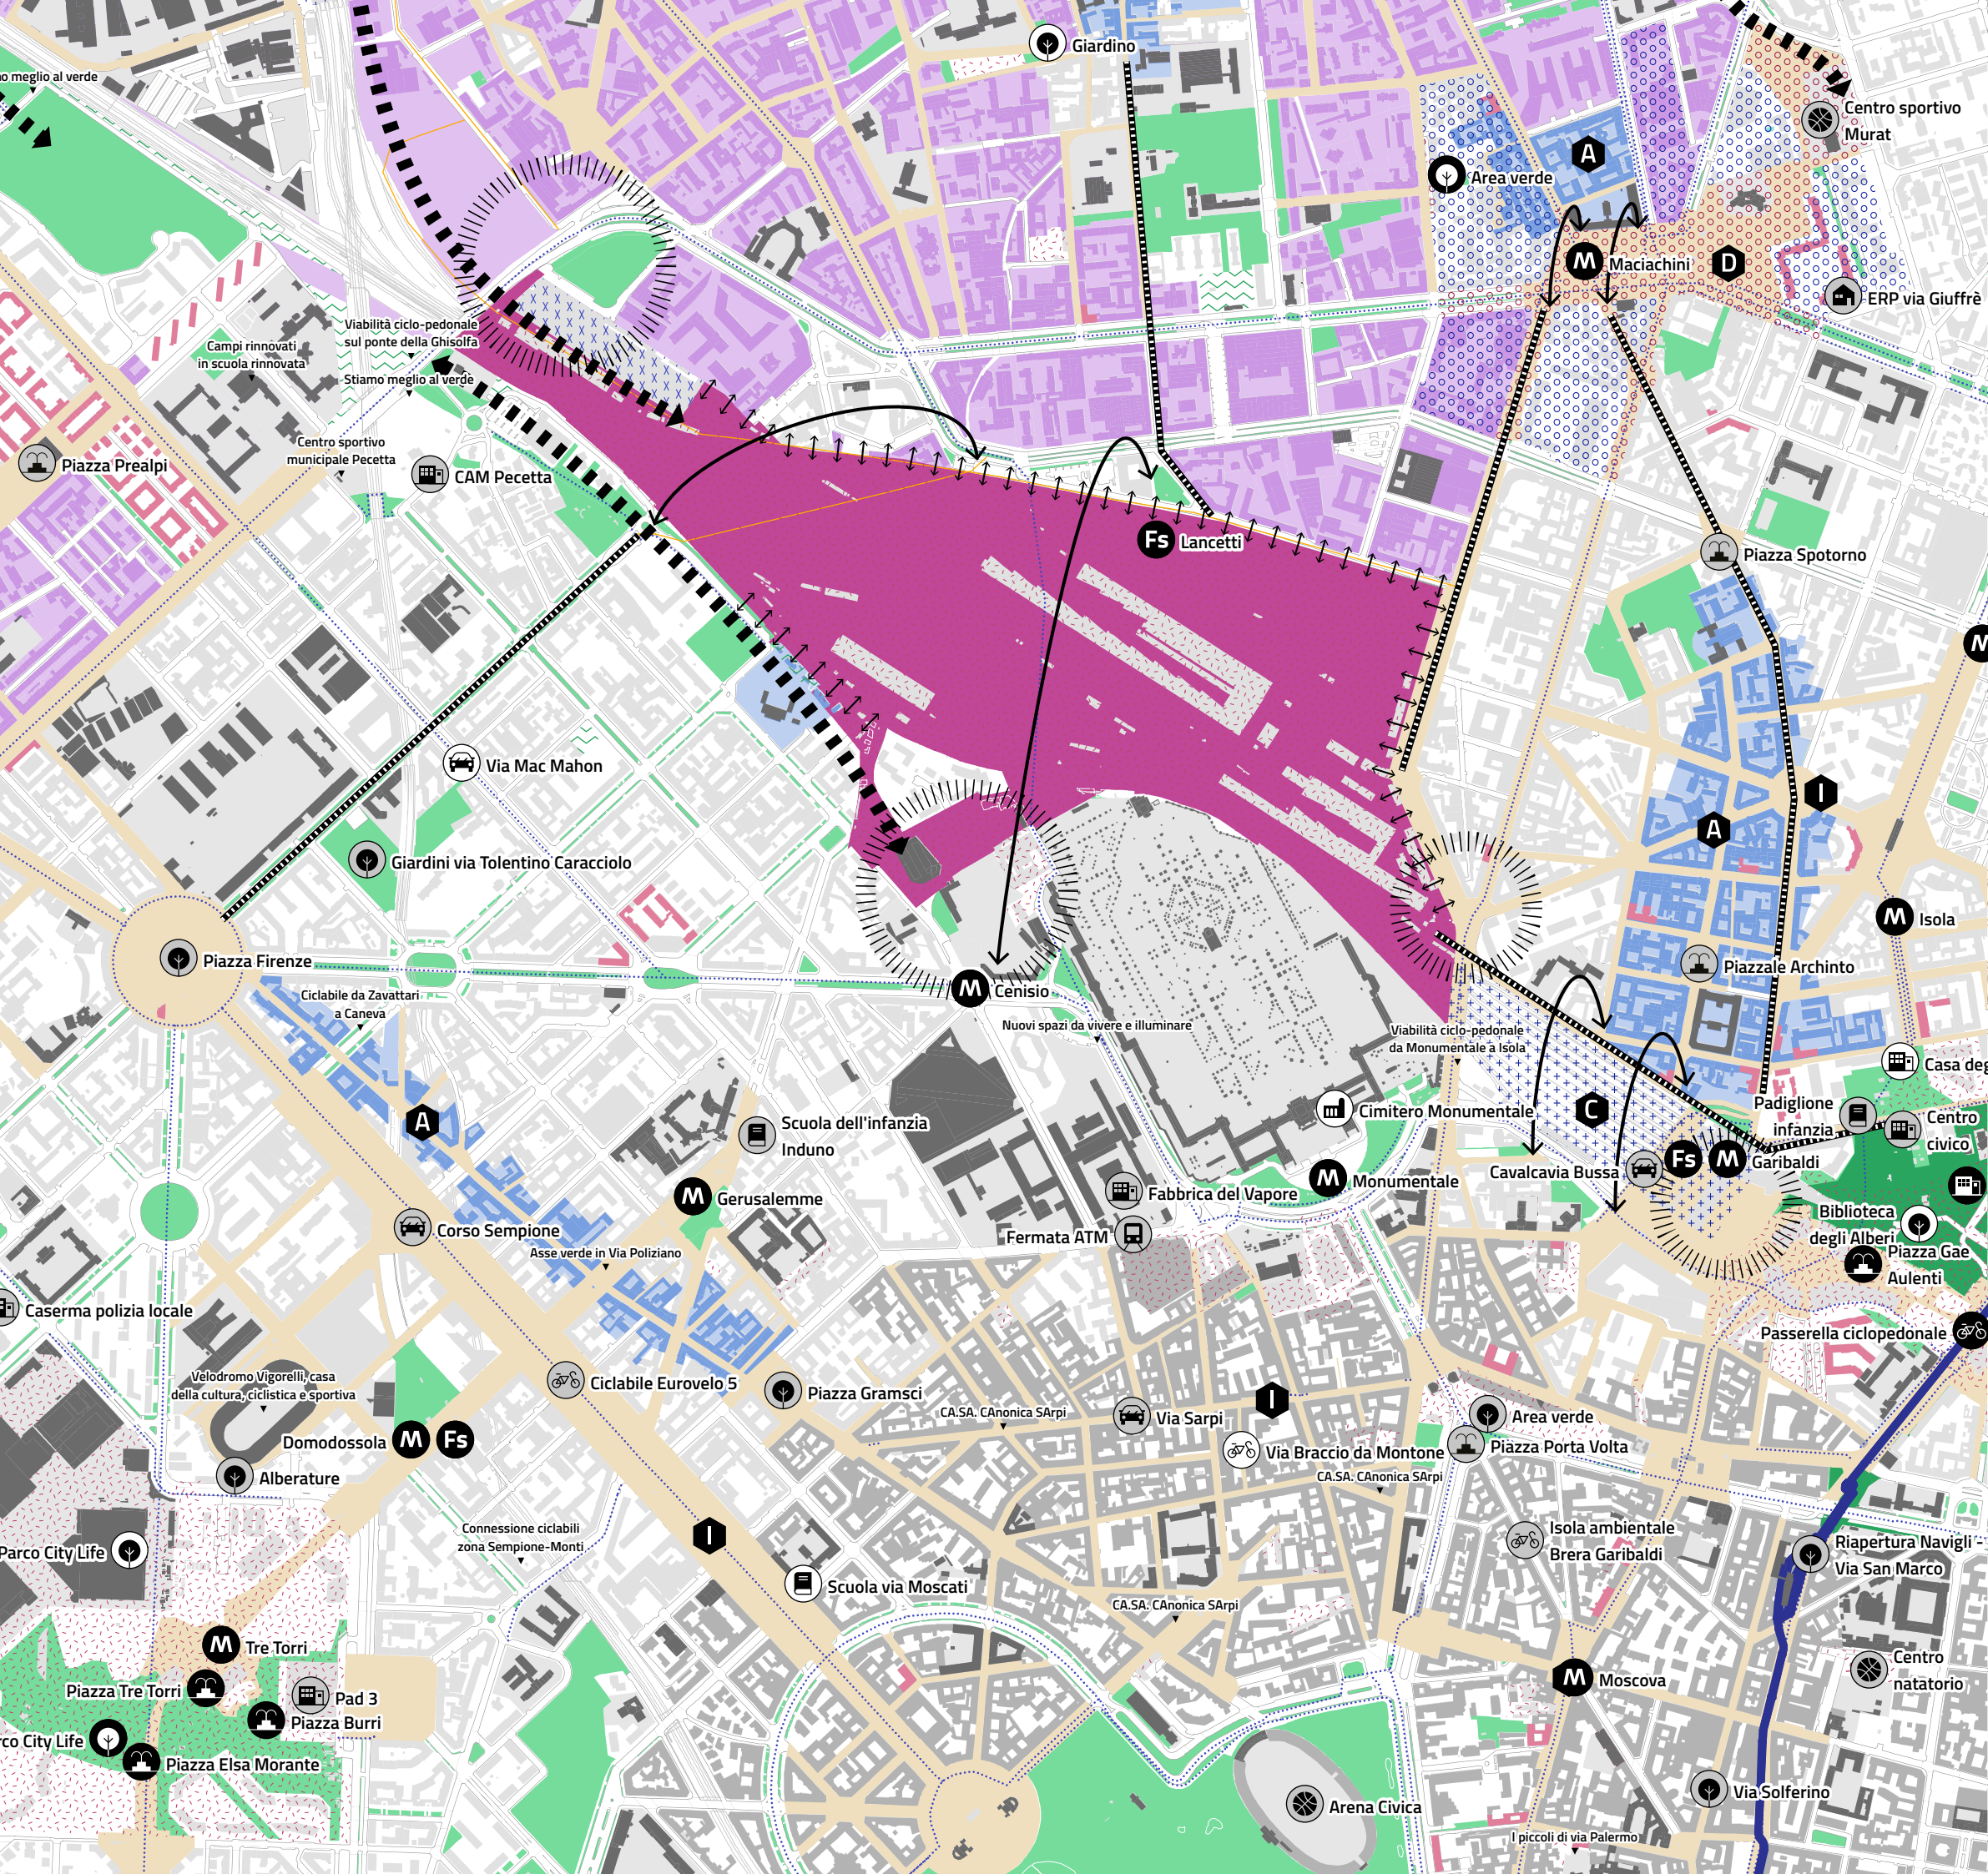 Giardino
o meglio al verde
Centro sportivo
Murat
A
Area verde
M
Maciachini
D
ERP via Giuffrè
Viabilità ciclo-pedonale
sul ponte della Ghisolfa
Campi rinnovati
in scuola rinnovata
Stiamo meglio al verde
Centro sportivo
municipale Pecetta
Piazza Prealpi
CAM Pecetta
Fs
Lancetti
Piazza Spotorno
M
Via Mac Mahon
I
A
Giardini via Tolentino Caracciolo
M
Isola
Piazza Firenze
Piazzale Archinto
M
Cenisio
Ciclabile da Zavattari
a Caneva
Nuovi spazi da vivere e illuminare
Viabilità ciclo-pedonale
da Monumentale a Isola
Casa deg
A
Scuola dell'infanzia
Induno
Cimitero Monumentale
C
Padiglione
infanzia
Centro
civico
M
Gerusalemme
Fabbrica del Vapore
M
Monumentale
Cavalcavia Bussa
Fs
M
Garibaldi
Corso Sempione
Asse verde in Via Poliziano
Fermata ATM
Biblioteca
degli Alberi
Piazza Gae
Aulenti
Caserma polizia locale
Passerella ciclopedonale
Velodromo Vigorelli, casa
della cultura, ciclistica e sportiva
Ciclabile Eurovelo 5
Piazza Gramsci
CA.SA. CAnonica SArpi
Via Sarpi
I
Area verde
Domodossola
M
Fs
Via Braccio da Montone
Piazza Porta Volta
Alberature
CA.SA. CAnonica SArpi
Connessione ciclabili
zona Sempione-Monti
I
Isola ambientale
Brera Garibaldi
Riapertura Navigli -
Via San Marco
Parco City Life
Scuola via Moscati
CA.SA. CAnonica SArpi
M
Tre Torri
Centro
natatorio
M
Moscova
Piazza Tre Torri
Pad 3
Piazza Burri
rco City Life
Piazza Elsa Morante
Via Solferino
Arena Civica
I piccoli di via Palermo